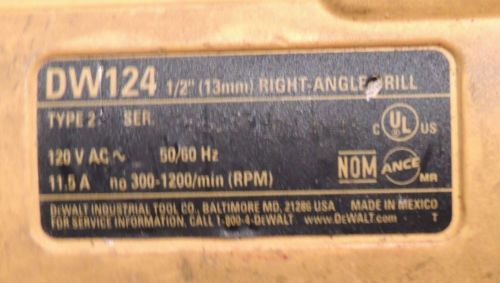 DW124 1/2" (13mm) RIGHT-ANGLE DRILL
TYPE 2 SER.
C UL US
120 V AC ~ 50/60 Hz
11.5 A no 300-1200/min (RPM)
NOM ANCE MR
DEWALT INDUSTRIAL TOOL CO., BALTIMORE MD, 21286 USA MADE IN MEXICO
FOR SERVICE INFORMATION, CALL 1-800-4-DEWALT www.DEWALT.com T